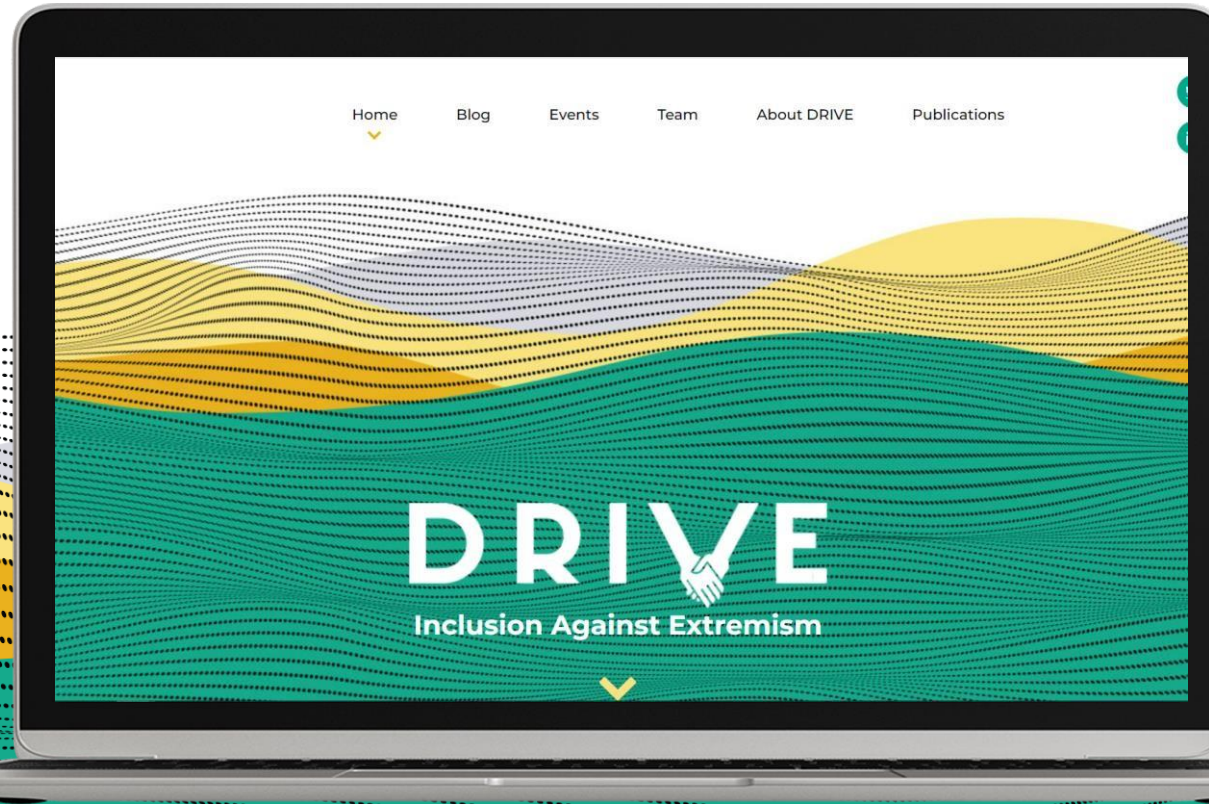 Home Blog Events Team About DRIVE Publications
DRIVE
Inclusion Against Extremism